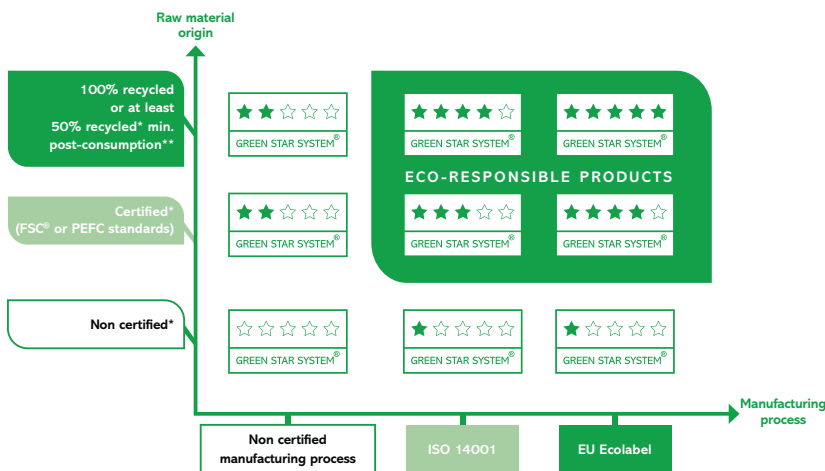 Raw material
origin
100% recycled
or at least
50% recycled* min.
post-consumption**
GREEN STAR SYSTEM®
GREEN STAR SYSTEM®
GREEN STAR SYSTEM®
ECO-RESPONSIBLE PRODUCTS
Certified*
(FSC® or PEFC standards)
GREEN STAR SYSTEM®
GREEN STAR SYSTEM®
GREEN STAR SYSTEM®
Non certified*
GREEN STAR SYSTEM®
GREEN STAR SYSTEM®
GREEN STAR SYSTEM®
Manufacturing
process
Non certified
manufacturing process
ISO 14001
EU Ecolabel